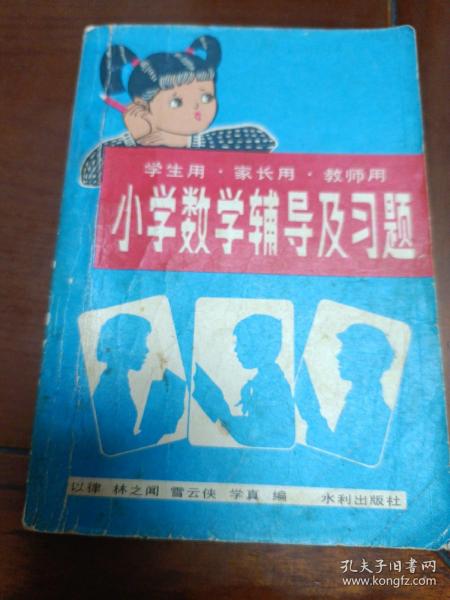 学生用·家长用·教师用
小学数学辅导及习题
以律 林之闻 雪云侠 学真 编 水利出版社
孔夫子旧书网
www.kongfz.com